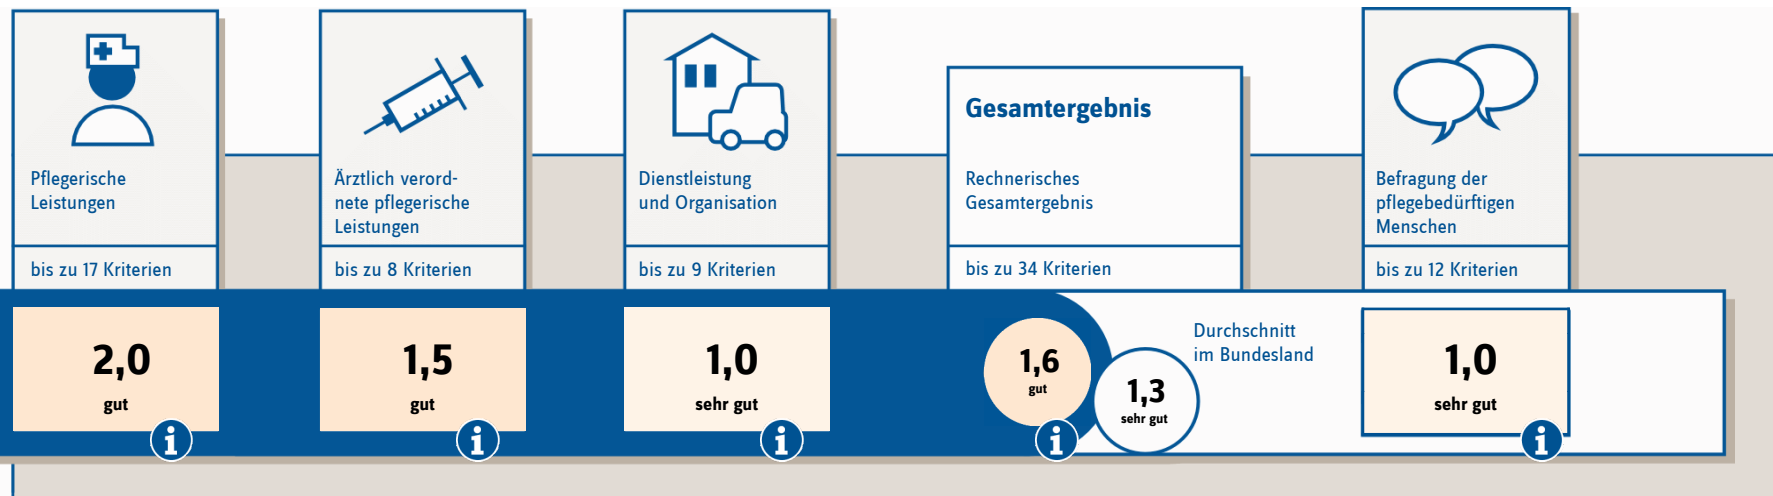 Pflegerische
Leistungen
bis zu 17 Kriterien
2,0
gut
i
Ärztlich verord-
nete pflegerische
Leistungen
bis zu 8 Kriterien
1,5
gut
i
Dienstleistung
und Organisation
bis zu 9 Kriterien
1,0
sehr gut
i
Gesamtergebnis
Rechnerisches
Gesamtergebnis
bis zu 34 Kriterien
1,6
gut
i
1,3
sehr gut
Durchschnitt
im Bundesland
Befragung der
pflegebedürftigen
Menschen
bis zu 12 Kriterien
1,0
sehr gut
i